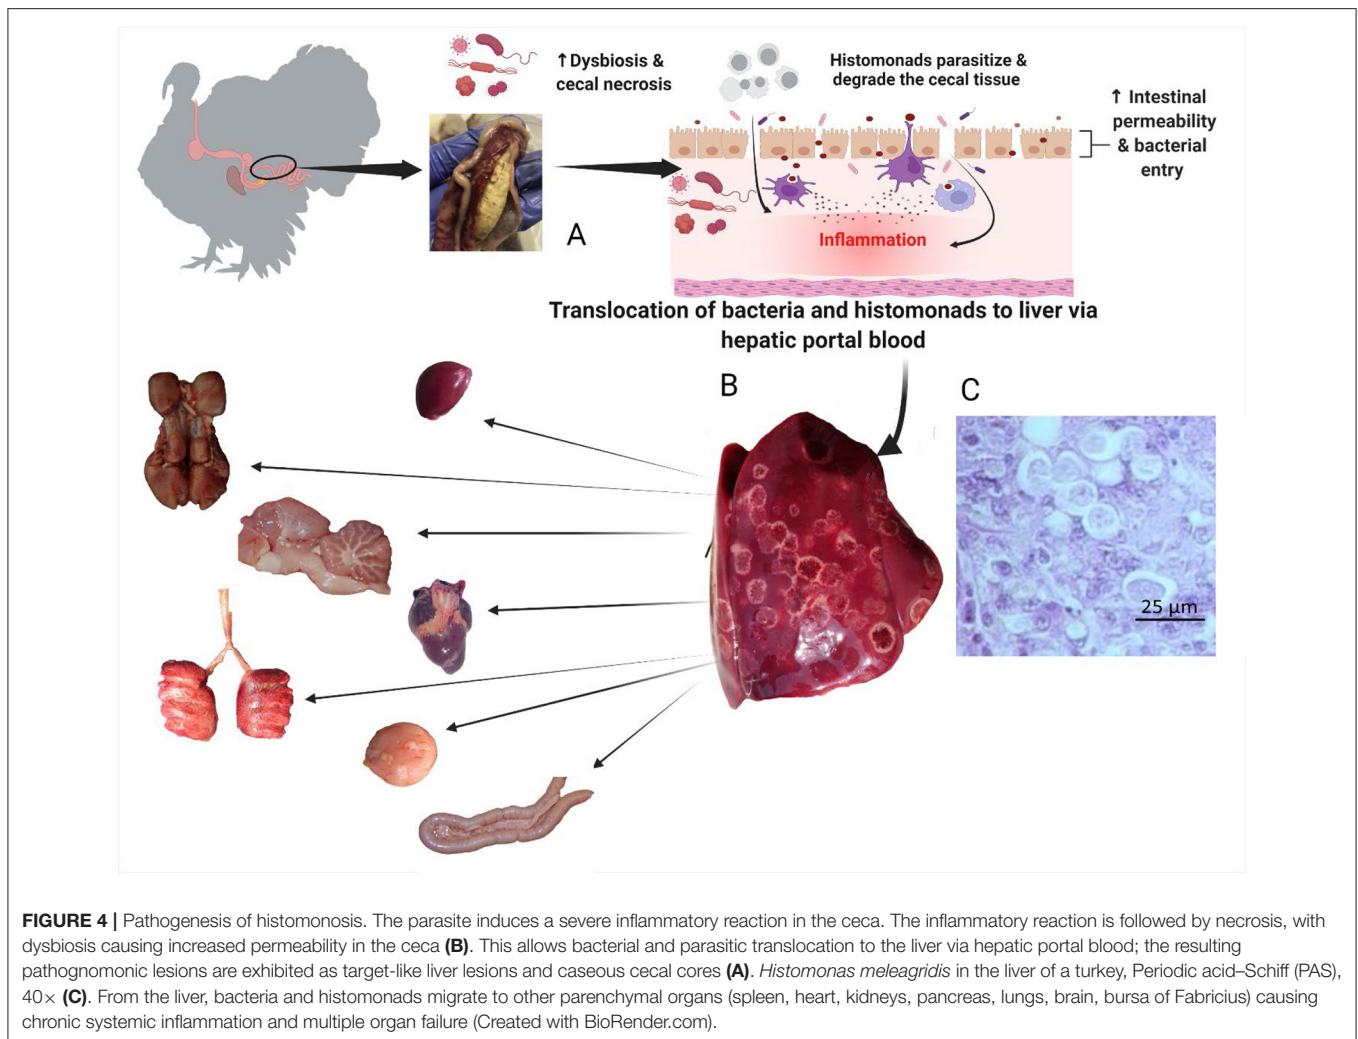 ↑Dysbiosis &
cecal necrosis
Histomonads parasitize &
degrade the cecal tissue
↑ Intestinal
permeability
& bacterial
entry
A
Inflammation
Translocation of bacteria and histomonads to liver via
hepatic portal blood
B
C
25 µm
FIGURE 4 | Pathogenesis of histomonosis. The parasite induces a severe inflammatory reaction in the ceca. The inflammatory reaction is followed by necrosis, with
dysbiosis causing increased permeability in the ceca (B). This allows bacterial and parasitic translocation to the liver via hepatic portal blood; the resulting
pathognomonic lesions are exhibited as target-like liver lesions and caseous cecal cores (A). Histomonas meleagridis in the liver of a turkey, Periodic acid–Schiff (PAS),
40× (C). From the liver, bacteria and histomonads migrate to other parenchymal organs (spleen, heart, kidneys, pancreas, lungs, brain, bursa of Fabricius) causing
chronic systemic inflammation and multiple organ failure (Created with BioRender.com).